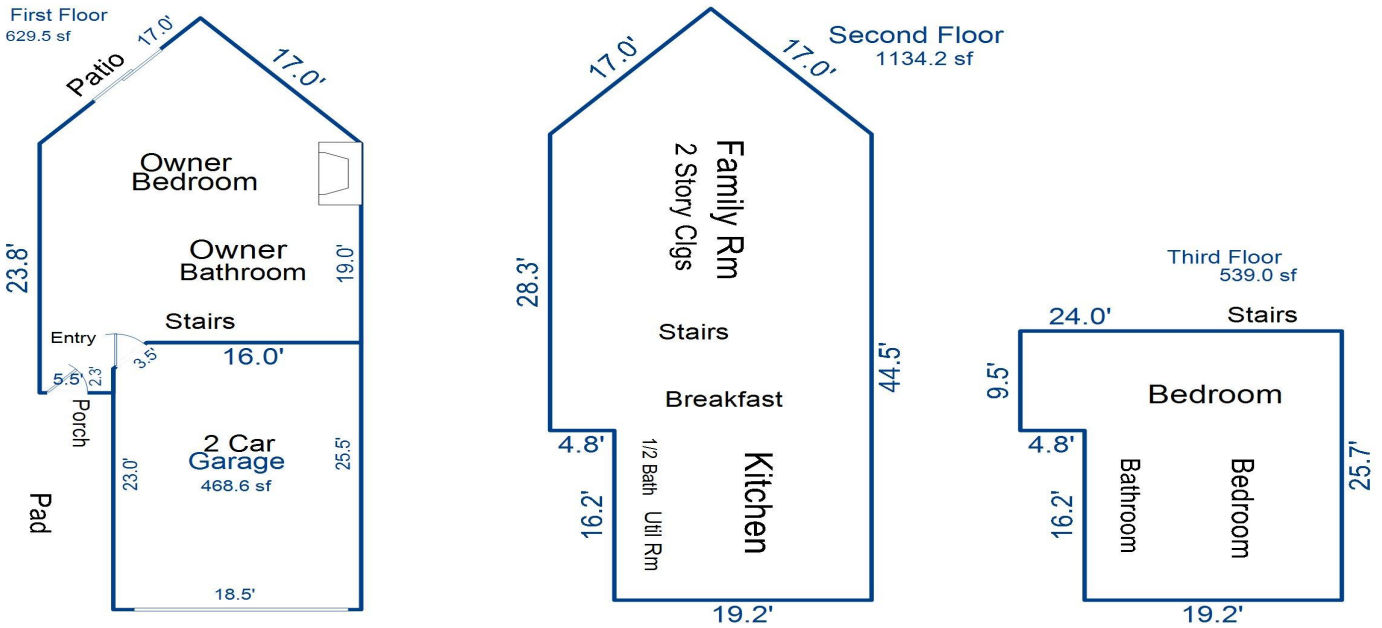 First Floor
629.5 sf
17.0'
17.0'
Patio
Owner
Bedroom
Owner
Bathroom
23.8'
19.0'
Stairs
Entry
3.5'
16.0'
5.5'
2.3'
Porch
2 Car
Garage
468.6 sf
23.0'
25.5'
Pad
18.5'
Second Floor
1134.2 sf
17.0'
17.0'
Family Rm
2 Story Clgs
28.3'
Stairs
44.5'
Breakfast
4.8'
1/2 Bath
Kitchen
16.2'
Util Rm
19.2'
Third Floor
539.0 sf
Stairs
24.0'
9.5'
Bedroom
4.8'
25.7'
Bathroom
Bedroom
16.2'
19.2'